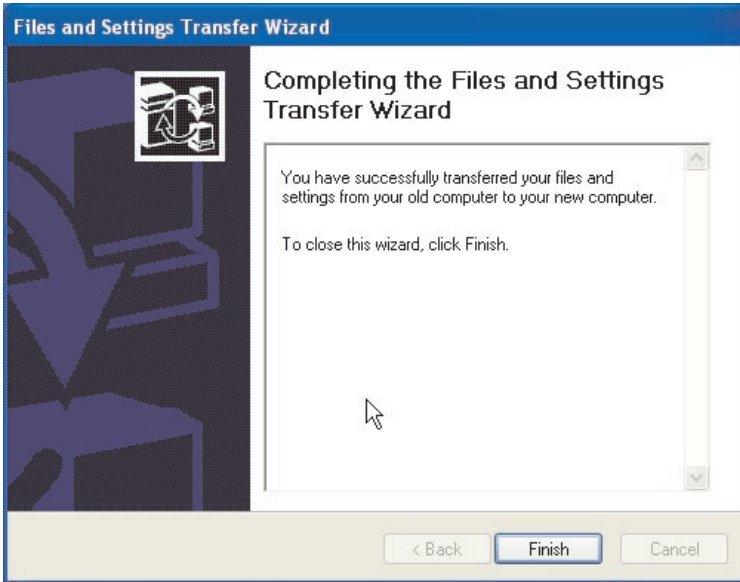 Files and Settings Transfer Wizard
Completing the Files and Settings
Transfer Wizard
You have successfully transferred your files and
settings from your old computer to your new computer.
To close this wizard, click Finish.
< Back Finish Cancel